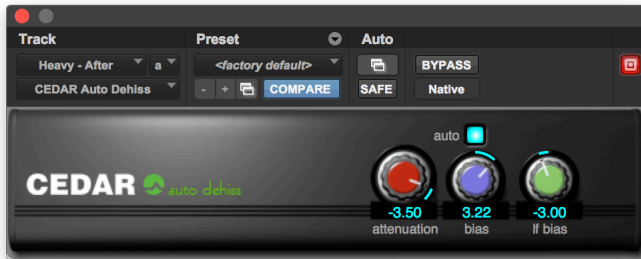 Track Preset Auto
Heavy - After a <factory default> BYPASS
CEDAR Auto Dehiss - + COMPARE SAFE Native
auto
CEDAR auto dehiss
-3.50 3.22 -3.00
attenuation bias lf bias